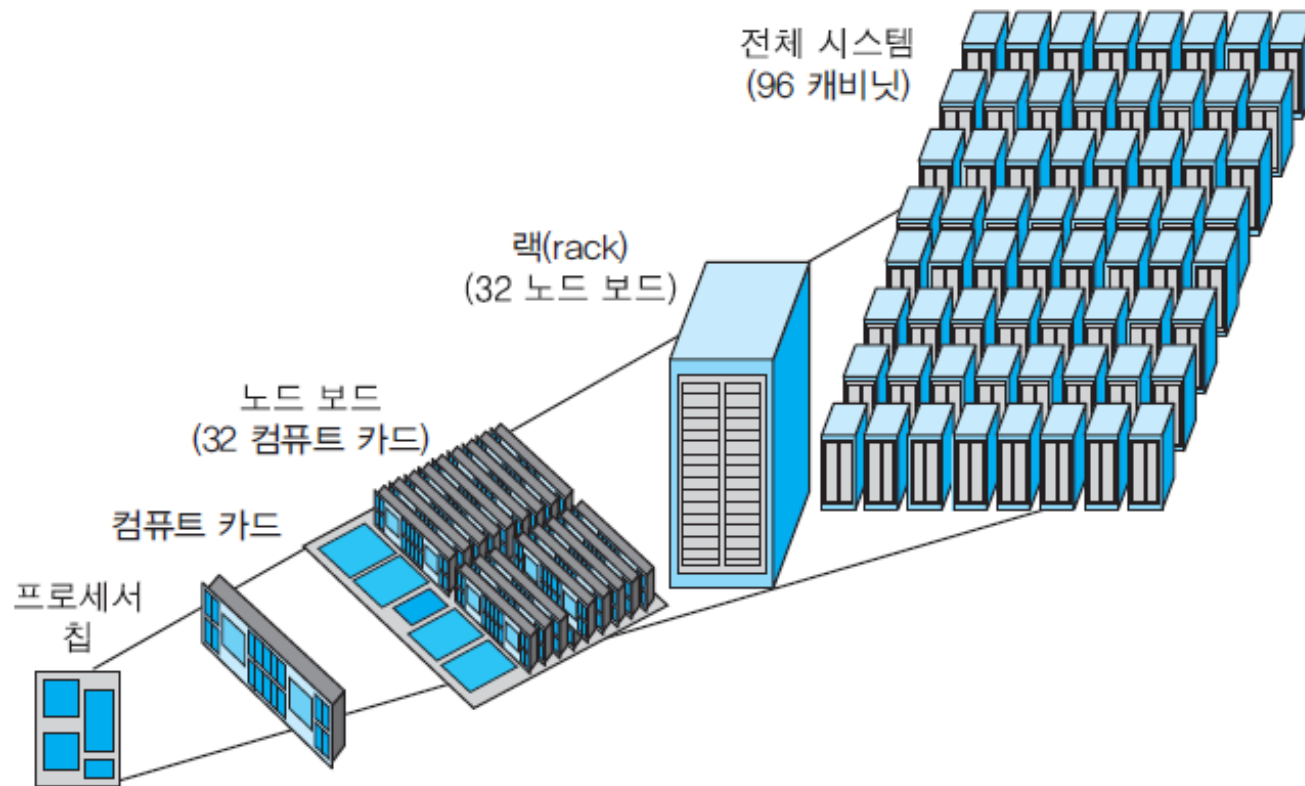 전체 시스템
(96 캐비닛)
랙(rack)
(32 노드 보드)
노드 보드
(32 컴퓨트 카드)
컴퓨트 카드
프로세서
칩